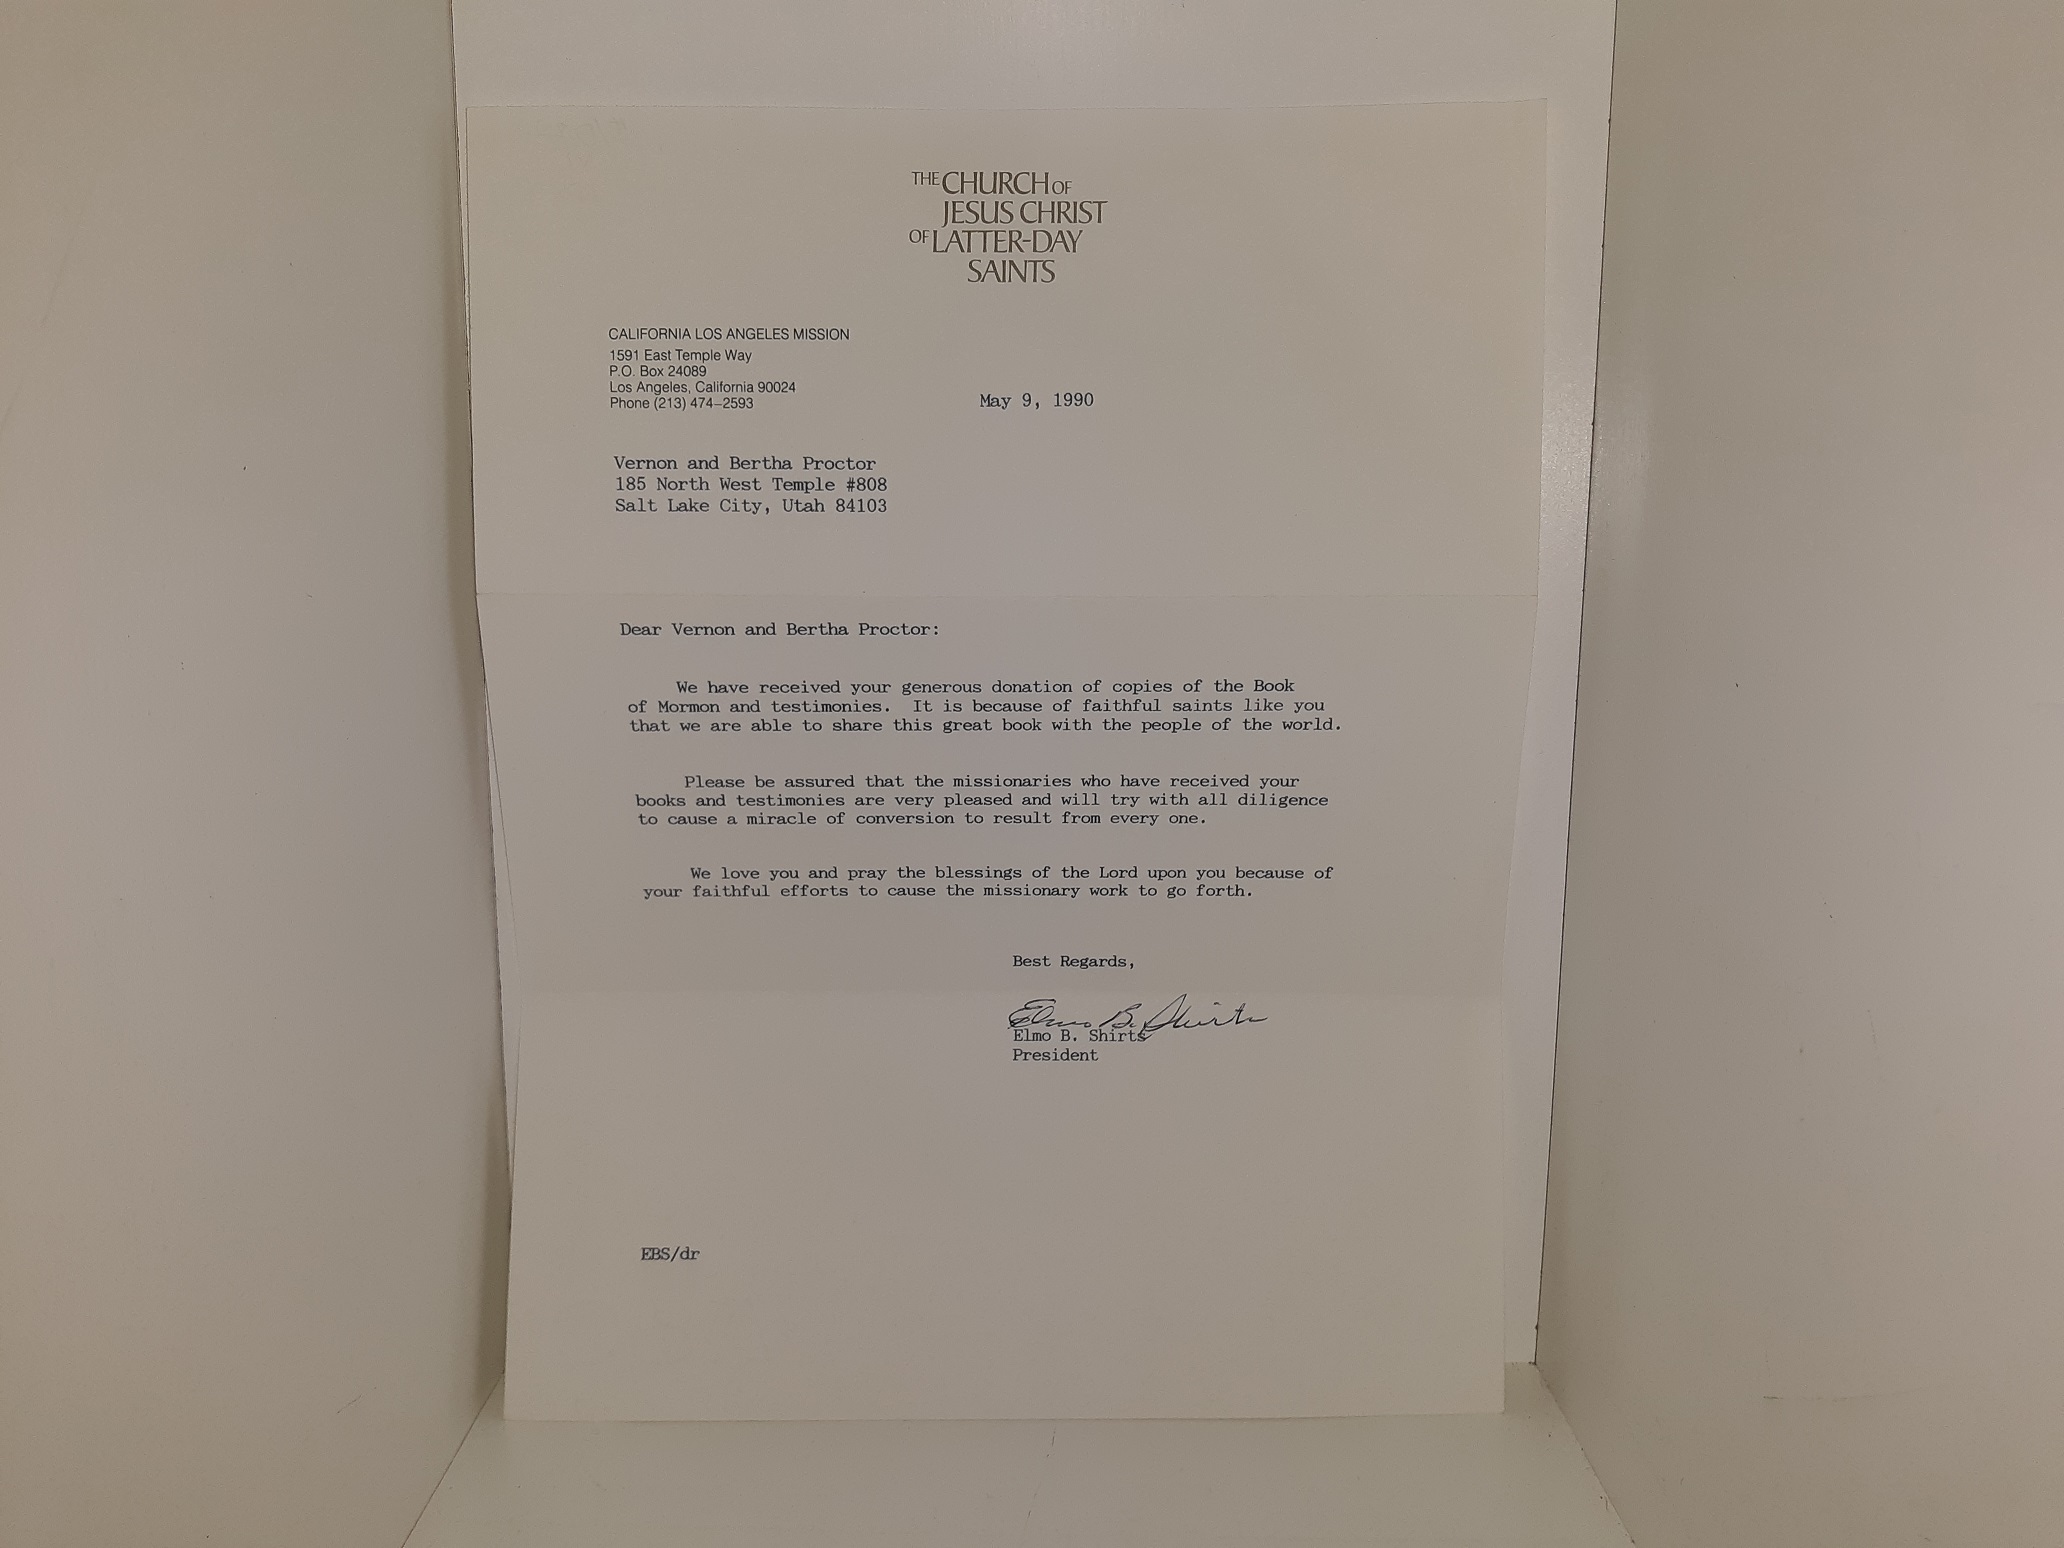 THE CHURCH OF
JESUS CHRIST
OF LATTER-DAY
SAINTS
CALIFORNIA LOS ANGELES MISSION
1591 East Temple Way
P.O. Box 24089
Los Angeles, California 90024
Phone (213) 474–2593
May 9, 1990
Vernon and Bertha Proctor
185 North West Temple #808
Salt Lake City, Utah 84103
Dear Vernon and Bertha Proctor:
We have received your generous donation of copies of the Book
of Mormon and testimonies. It is because of faithful saints like you
that we are able to share this great book with the people of the world.
Please be assured that the missionaries who have received your
books and testimonies are very pleased and will try with all diligence
to cause a miracle of conversion to result from every one.
We love you and pray the blessings of the Lord upon you because of
your faithful efforts to cause the missionary work to go forth.
Best Regards,
Elmo B. Shirts
Elmo B. Shirts
President
EBS/dr